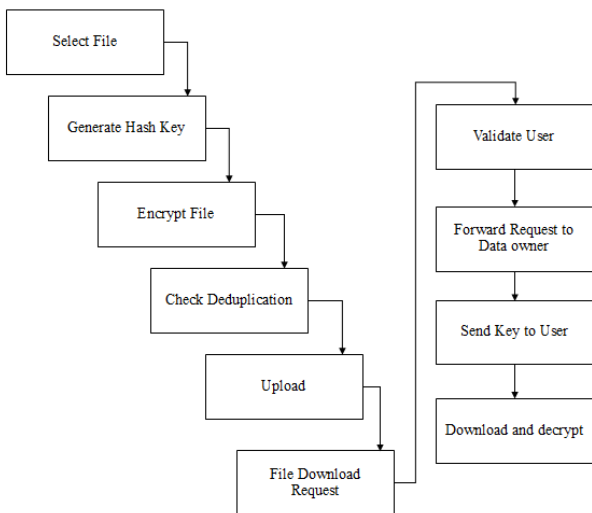 Select File
Generate Hash Key
Encrypt File
Check Deduplication
Upload
File Download
Request
Validate User
Forward Request to
Data owner
Send Key to User
Download and decrypt